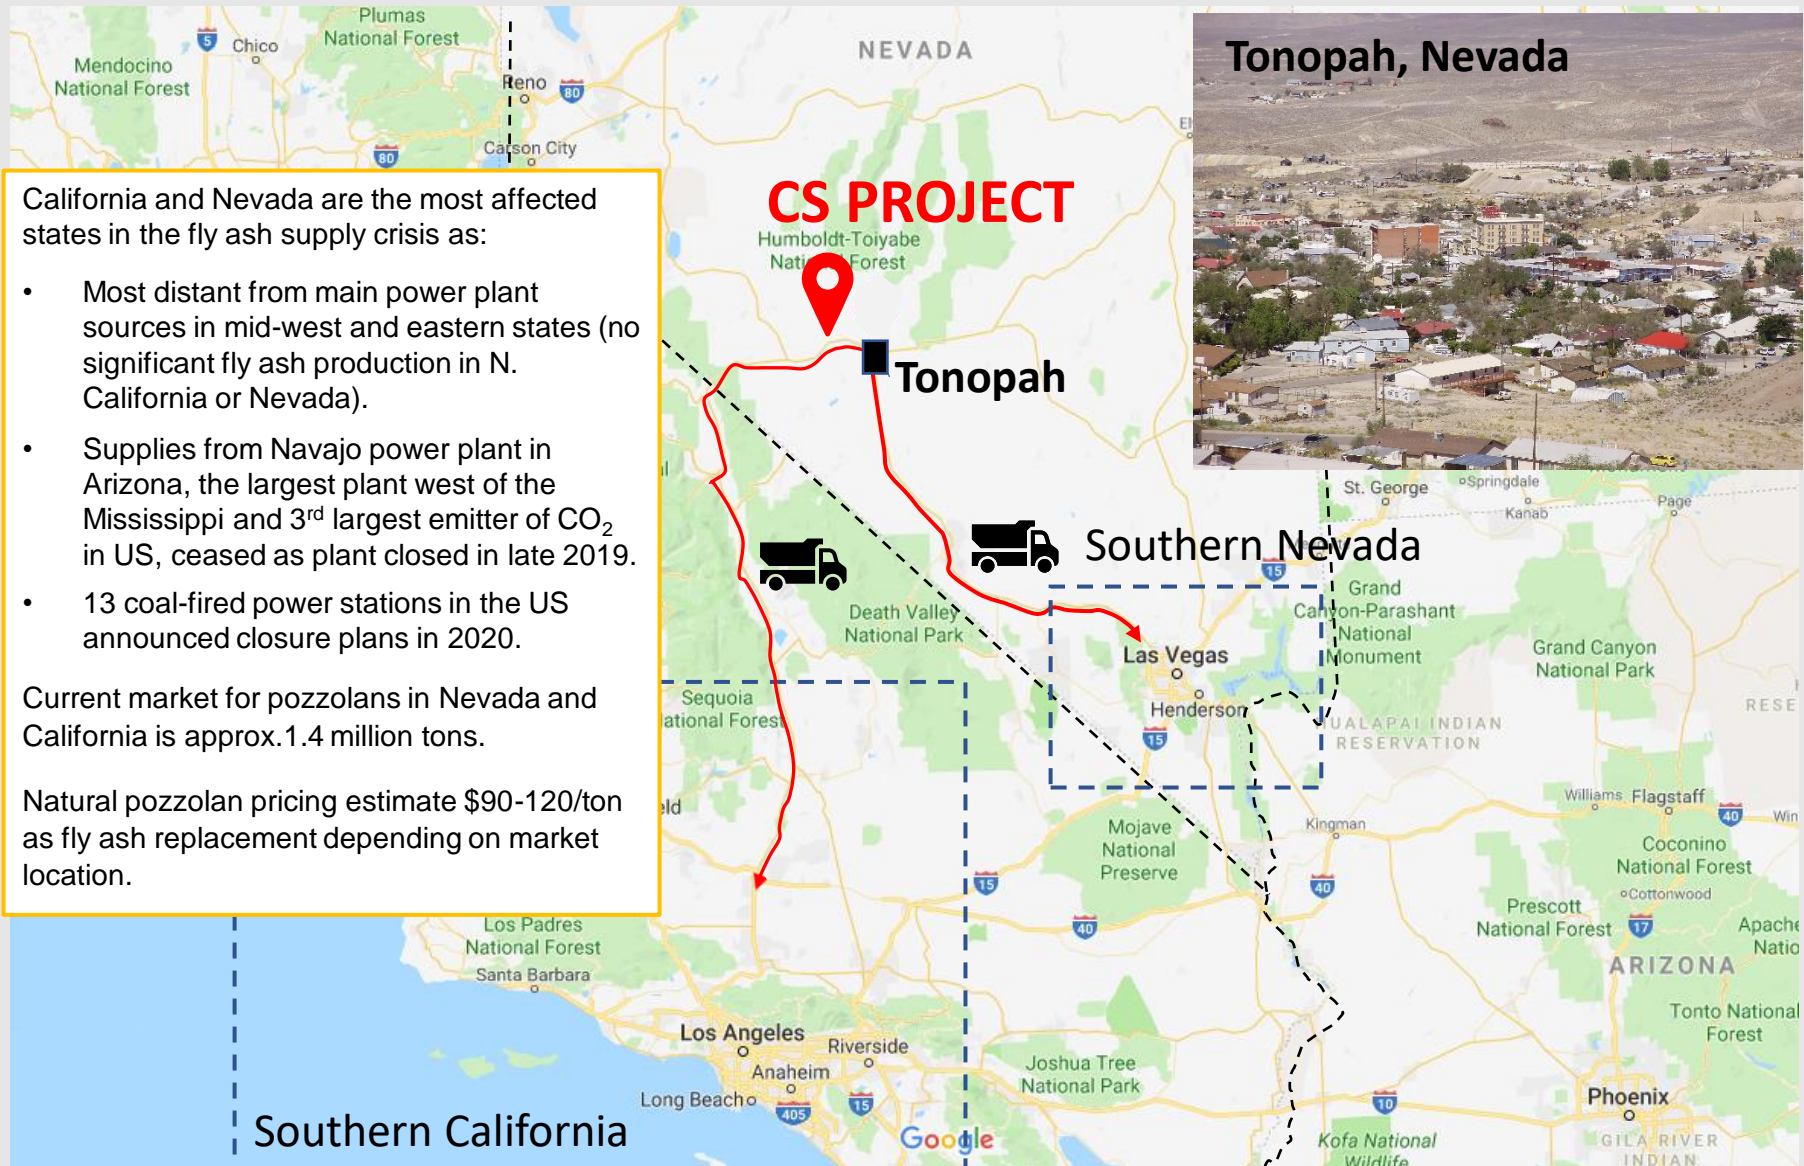 Plumas
National Forest
5
Chico
Mendocino
National Forest
Reno
80
NEVADA
Tonopah, Nevada
80
Carson City
California and Nevada are the most affected
states in the fly ash supply crisis as:
• Most distant from main power plant
sources in mid-west and eastern states (no
significant fly ash production in N.
California or Nevada).
• Supplies from Navajo power plant in
Arizona, the largest plant west of the
Mississippi and 3rd largest emitter of CO2
in US, ceased as plant closed in late 2019.
• 13 coal-fired power stations in the US
announced closure plans in 2020.
Current market for pozzolans in Nevada and
California is approx.1.4 million tons.
Natural pozzolan pricing estimate $90-120/ton
as fly ash replacement depending on market
location.
CS PROJECT
Humboldt-Toiyabe
National Forest
Tonopah
St. George
Springdale
Kanab
Page
Southern Nevada
15
Death Valley
National Park
Grand
Canyon-Parashant
National
Monument
Grand Canyon
National Park
Las Vegas
Henderson
15
Sequoia
National Forest
HUALAPAI INDIAN
RESERVATION
RESE
Williams
Flagstaff
40
Win
Kingman
Mojave
National
Preserve
15
40
40
Coconino
National Forest
Cottonwood
Prescott
National Forest
17
Apache
Natio
ARIZONA
Los Padres
National Forest
Santa Barbara
Los Angeles
Riverside
Anaheim
Long Beach
405
15
Joshua Tree
National Park
Tonto National
Forest
10
Phoenix
Southern California
Google
Kofa National
Wildlife
GILA RIVER
INDIAN